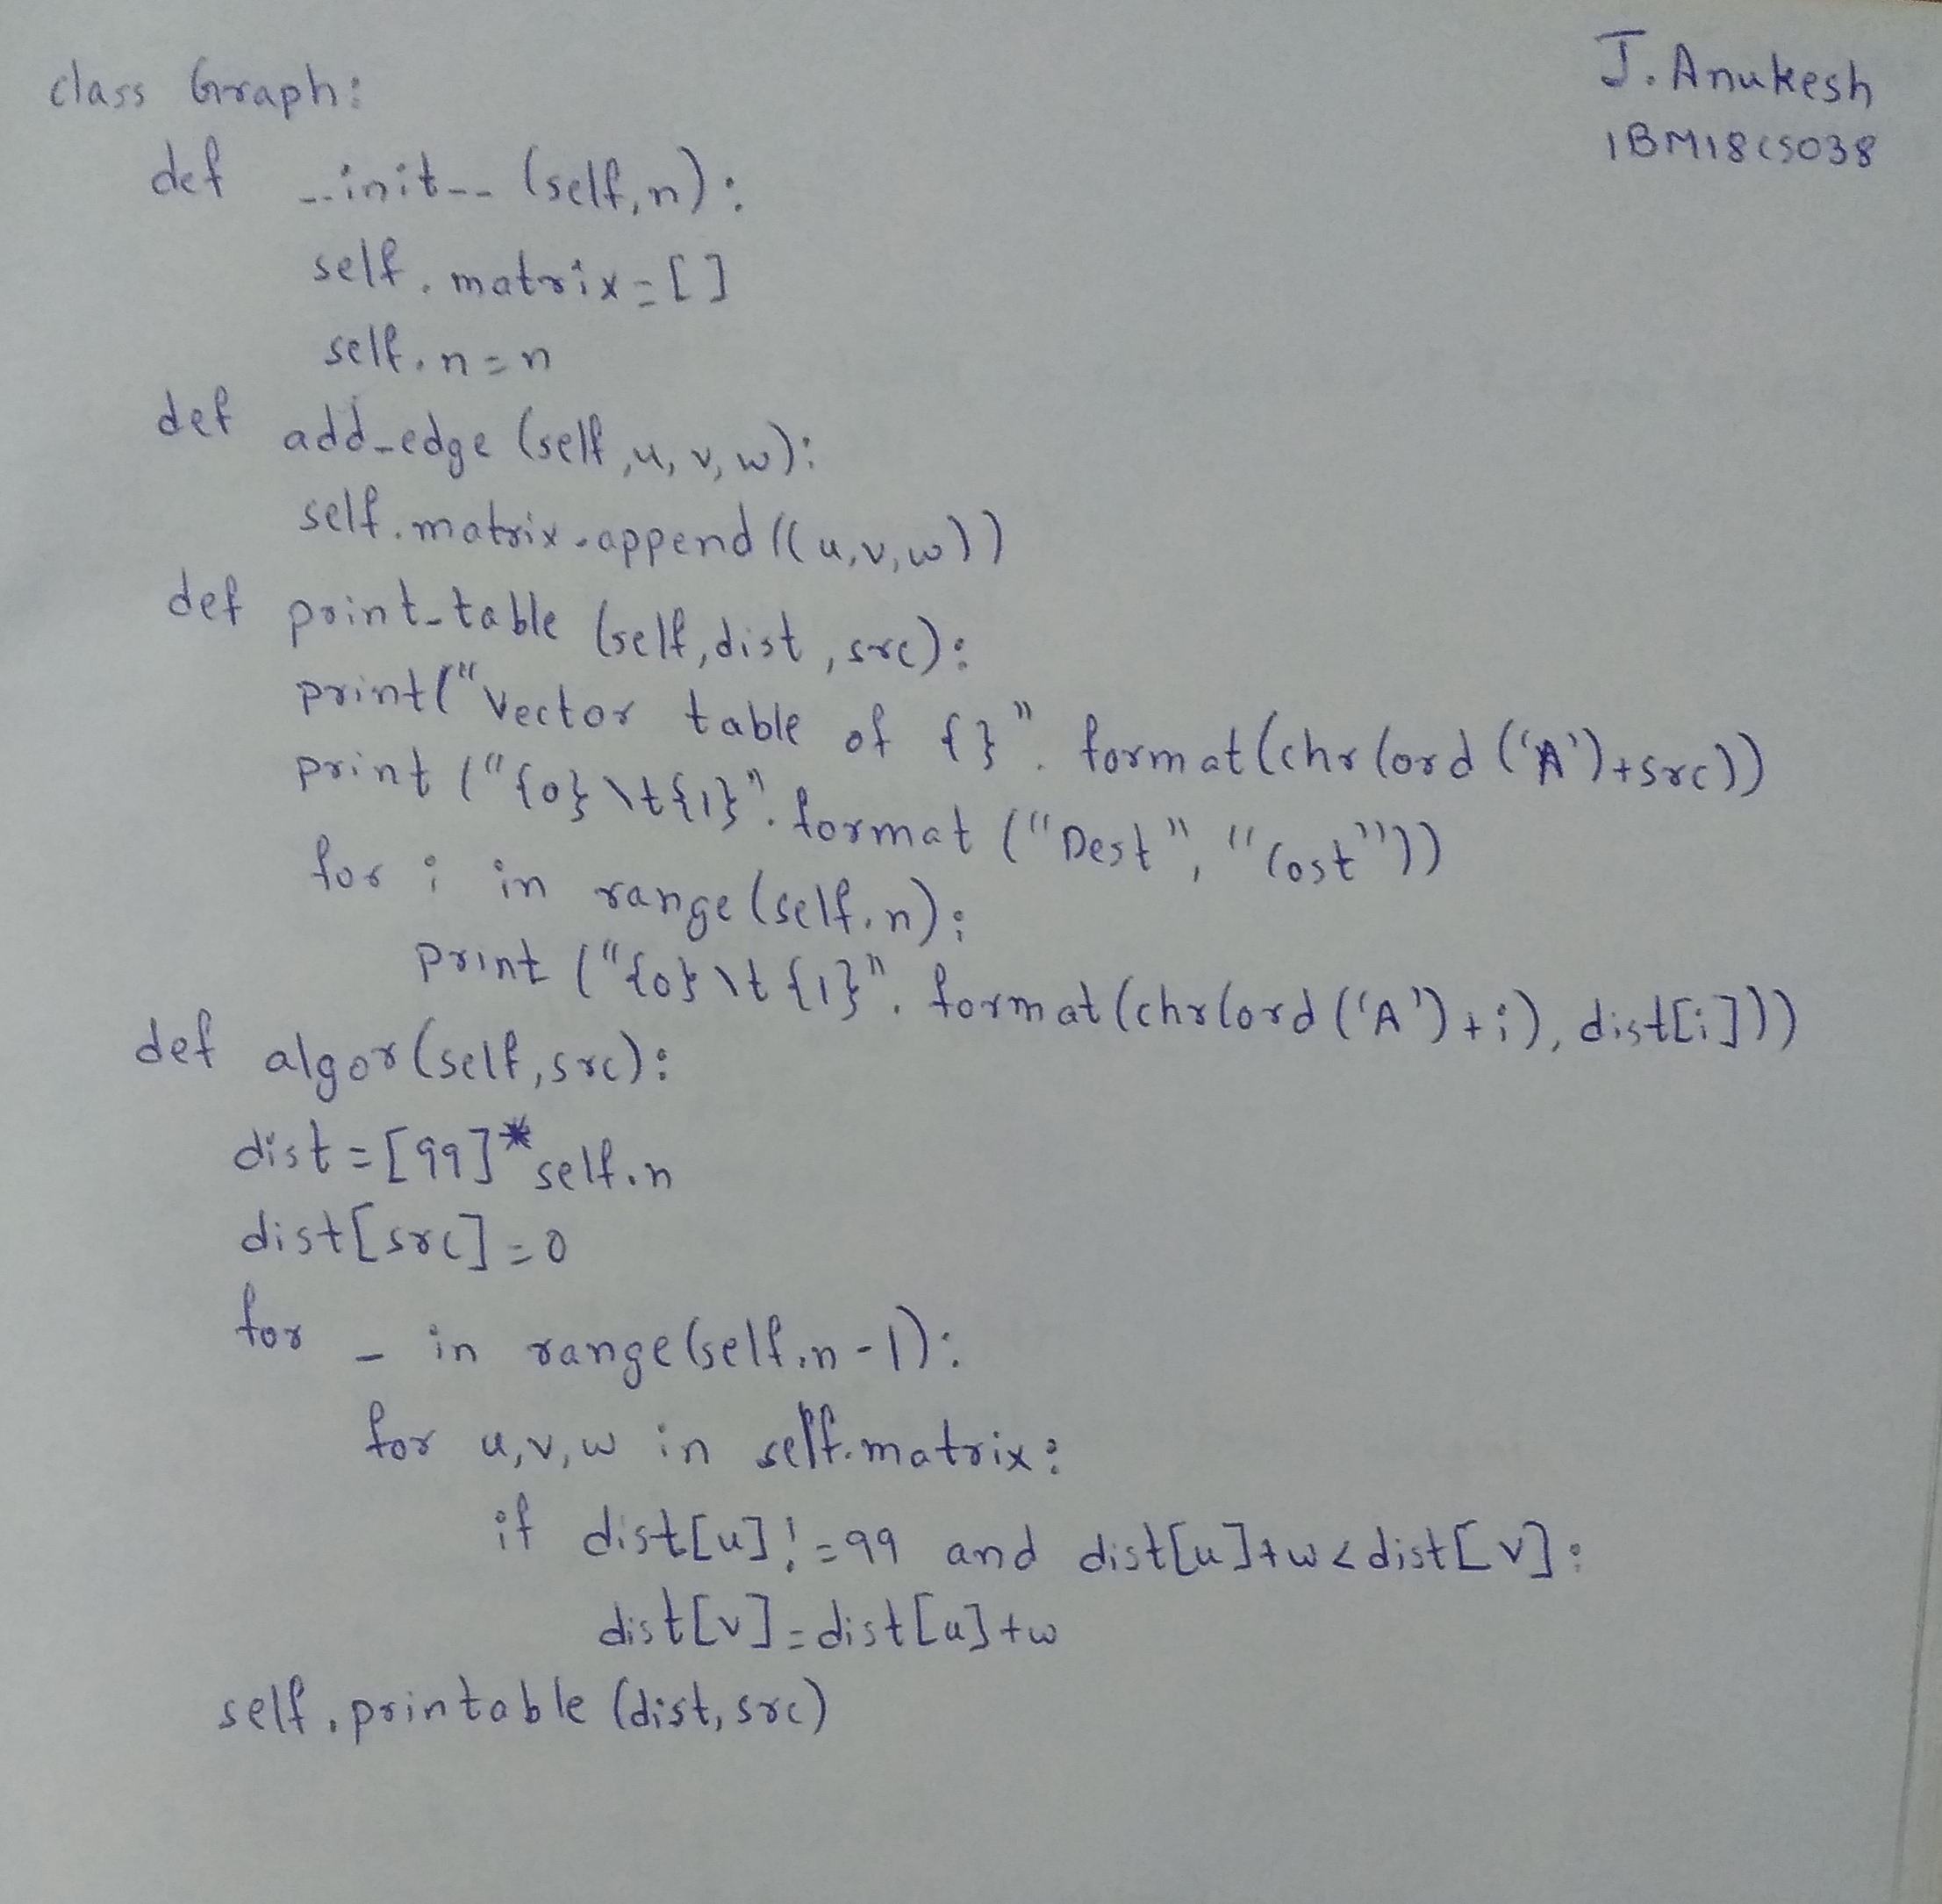 J. Anukesh
1BM18CS038
class Graph:
def __init__ (self,n):
self.matrix=[]
self.n=n
def add_edge (self,u,v,w):
self.matrix.append((u,v,w))
def print_table (self,dist,src):
print("Vector table of {}".format(chr(ord('A')+src))
print("{0}\t{1}".format("Dest","Cost"))
for i in range(self.n):
print("{0}\t{1}".format(chr(ord('A')+i),dist[i]))
def algor(self,src):
dist=[99]*self.n
dist[src]=0
for _ in range(self.n-1):
for u,v,w in self.matrix:
if dist[u]!=99 and dist[u]+w<dist[v]:
dist[v]=dist[u]+w
self.printable(dist,src)